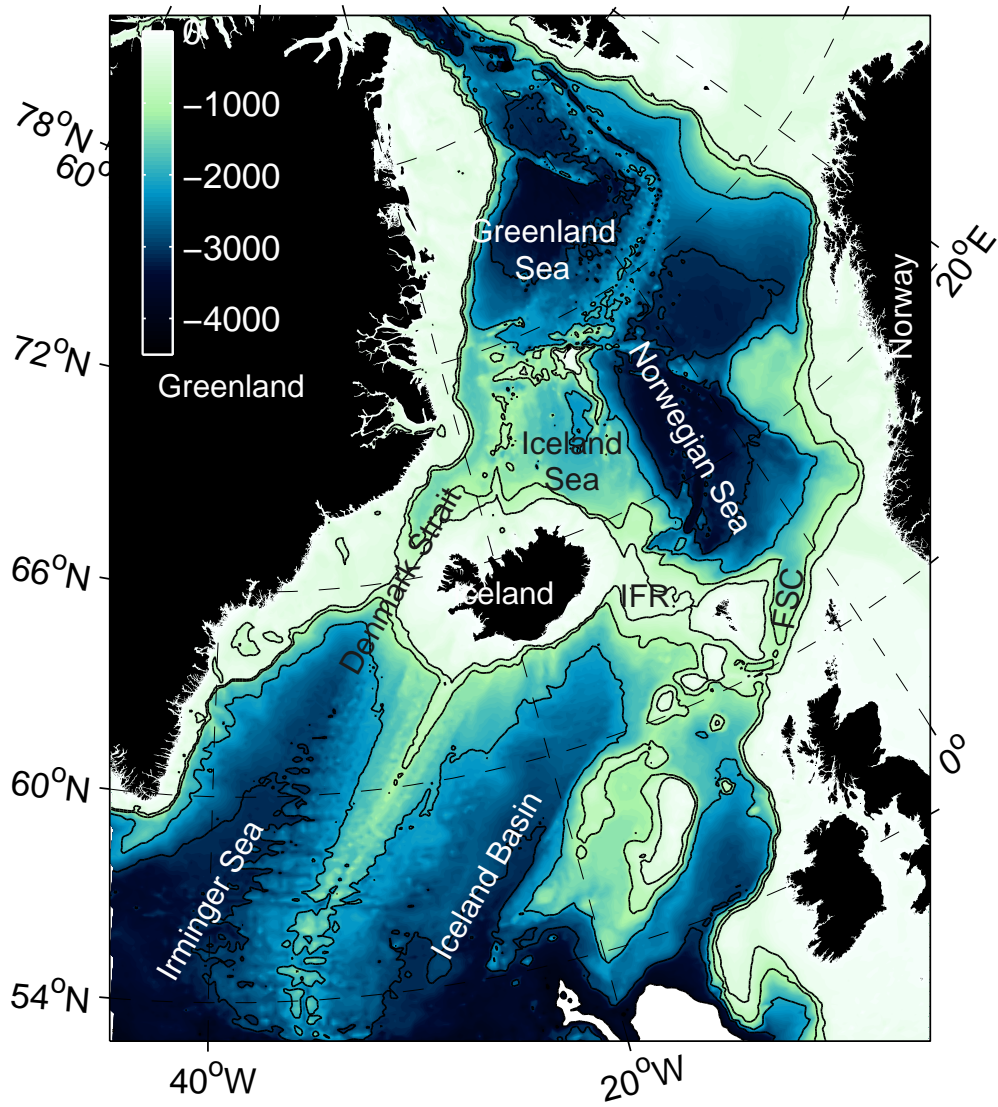 0
−1000
−2000
−3000
−4000
Greenland
78°N
60°
72°N
66°N
60°N
54°N
40°W
20°W
0°
20°E
Norway
Greenland
Sea
Norwegian Sea
Iceland
Sea
Denmark Strait
Iceland
IFR
FSC
Irminger Sea
Iceland Basin